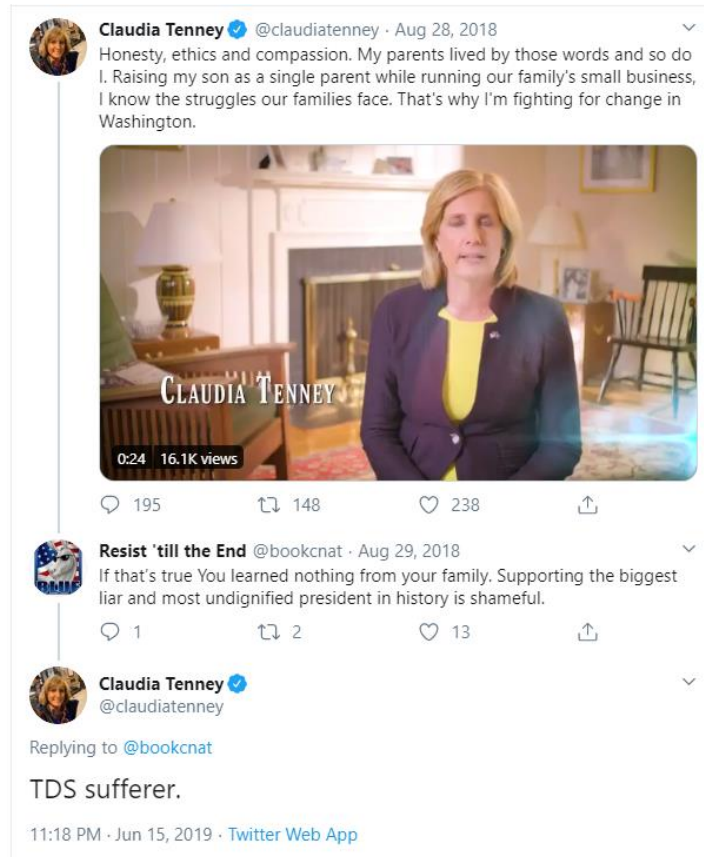 Claudia Tenney @claudiatenney · Aug 28, 2018
Honesty, ethics and compassion. My parents lived by those words and so do
I. Raising my son as a single parent while running our family's small business,
I know the struggles our families face. That's why I'm fighting for change in
Washington.
CLAUDIA TENNEY
0:24 16.1K views
195 148 238
Resist 'till the End @bookcnat · Aug 29, 2018
BLUE
If that's true You learned nothing from your family. Supporting the biggest
liar and most undignified president in history is shameful.
1 2 13
Claudia Tenney
@claudiatenney
Replying to @bookcnat
TDS sufferer.
11:18 PM · Jun 15, 2019 · Twitter Web App